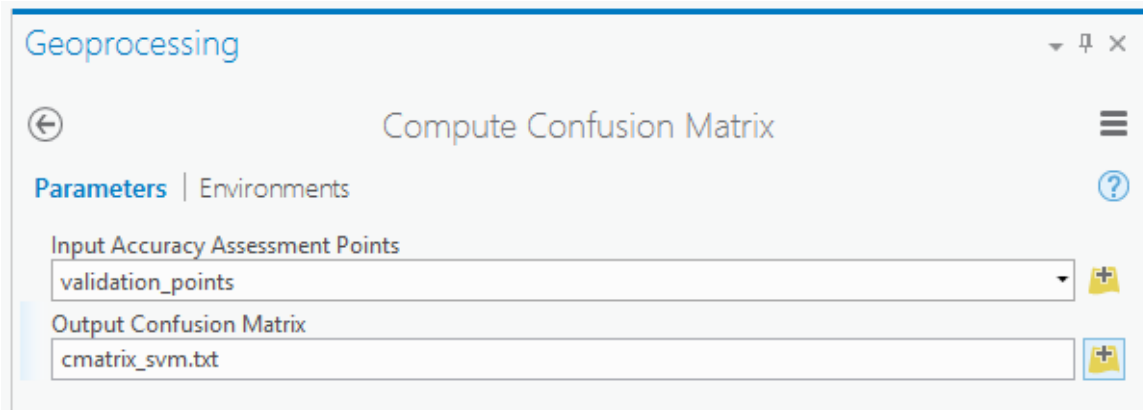 Geoprocessing
Compute Confusion Matrix
Parameters | Environments
Input Accuracy Assessment Points
validation_points
Output Confusion Matrix
cmatrix_svm.txt